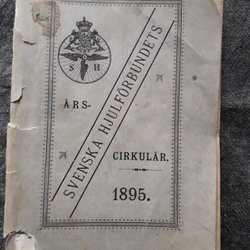 S H
ÅRS-
SVENSKA HJULFÖRBUNDETS
CIRKULÄR.
1895.